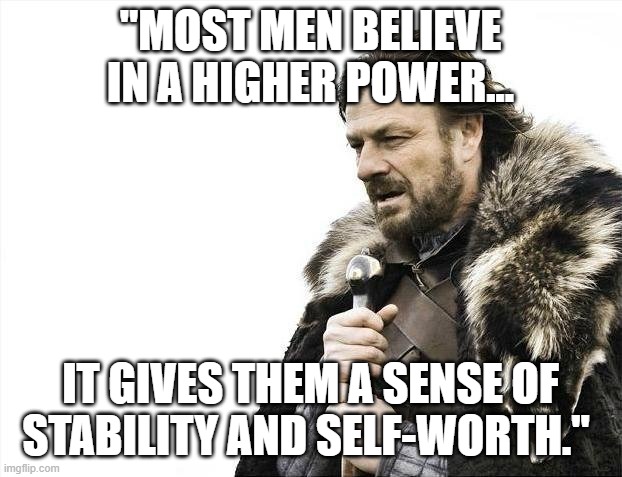 "MOST MEN BELIEVE
IN A HIGHER POWER...
IT GIVES THEM A SENSE OF
STABILITY AND SELF-WORTH."
imgflip.com